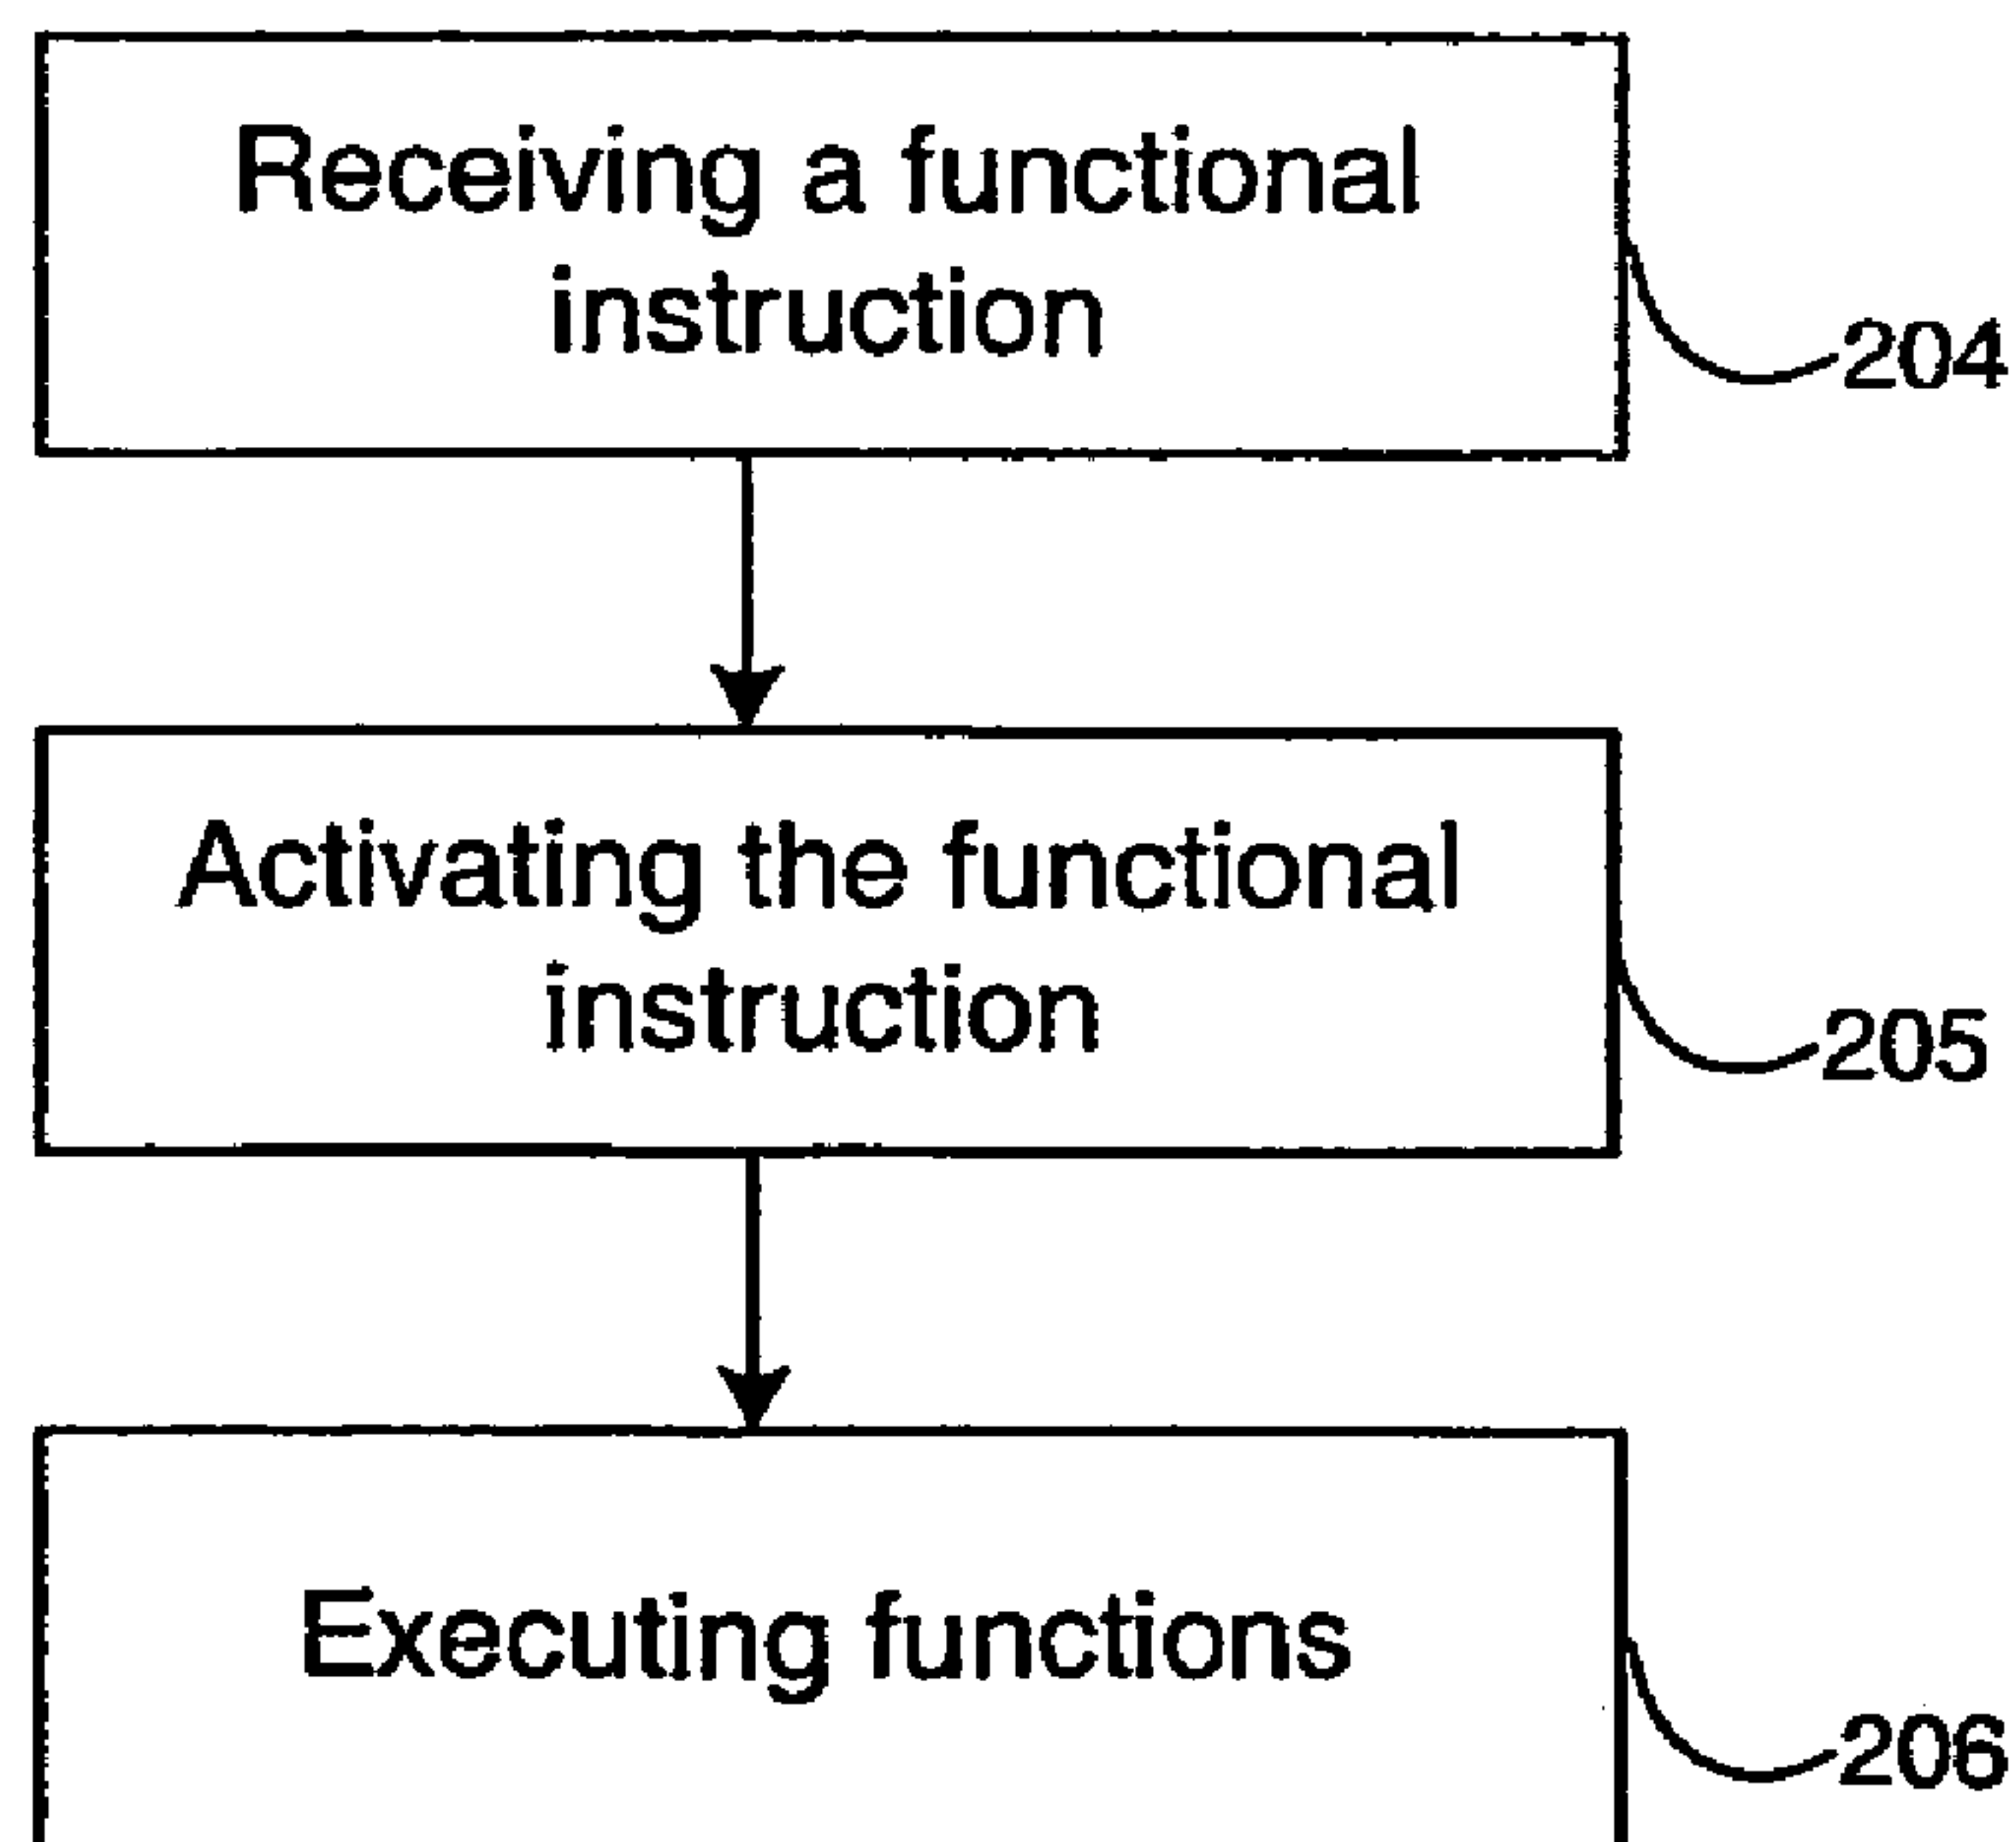 Receiving a functional
instruction
204
Activating the functional
instruction
205
Executing functions
206